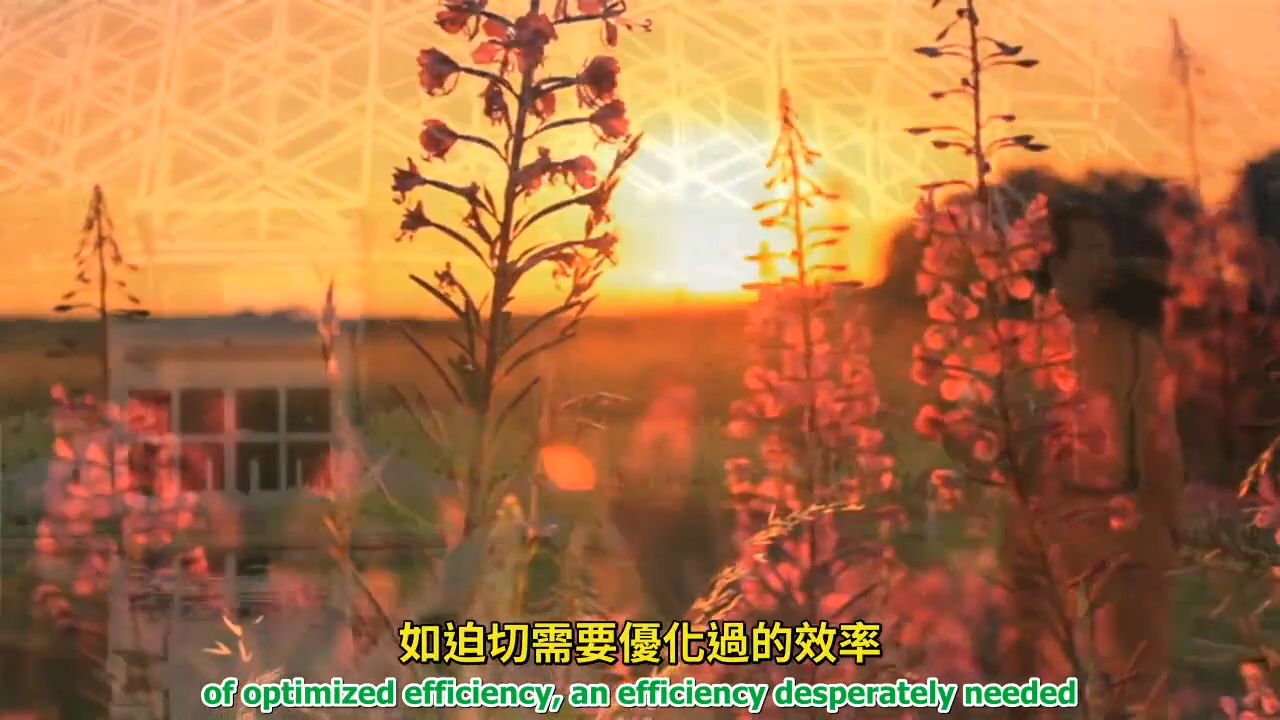 如迫切需要優化過的效率
of optimized efficiency, an efficiency desperately needed